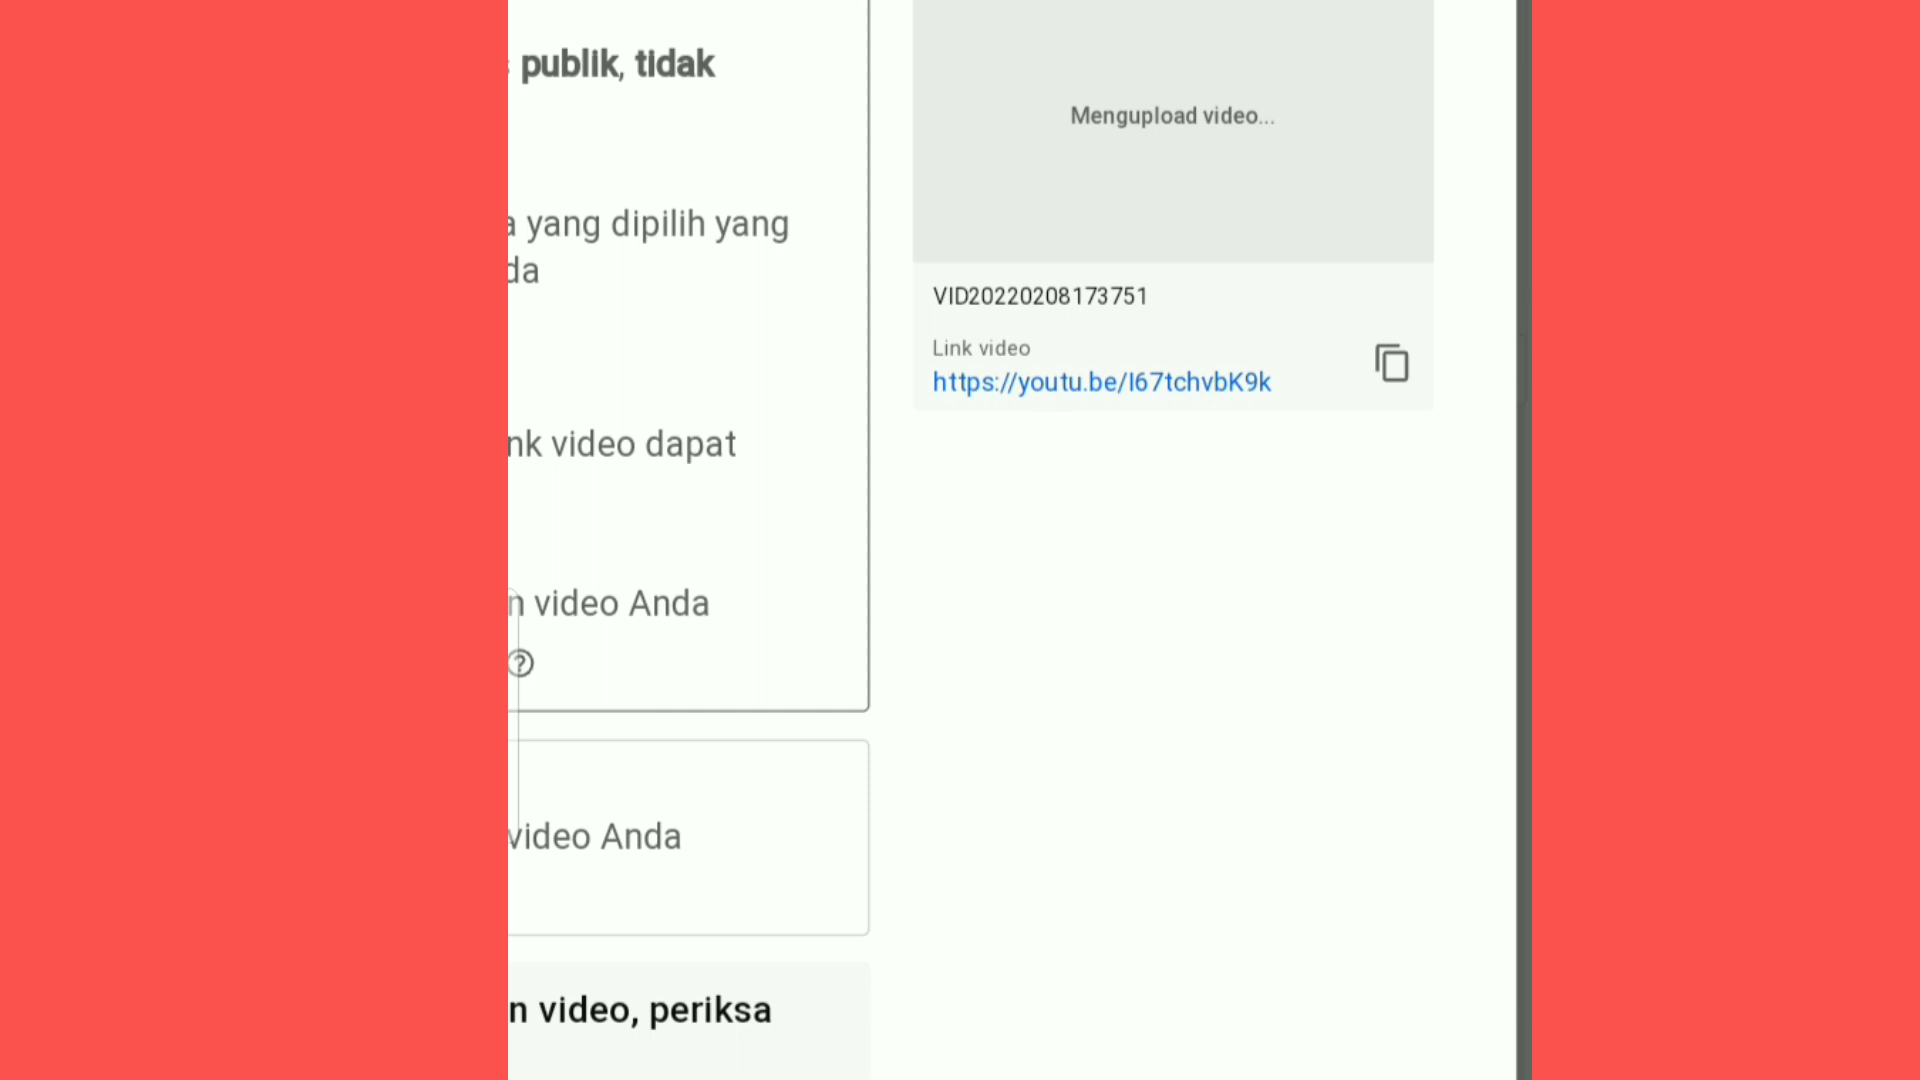 publik, tidak
yang dipilih yang
da
nk video dapat
n video Anda
?
video Anda
n video, periksa
Mengupload video...
VID20220208173751
Link video
https://youtu.be/I67tchvbK9k